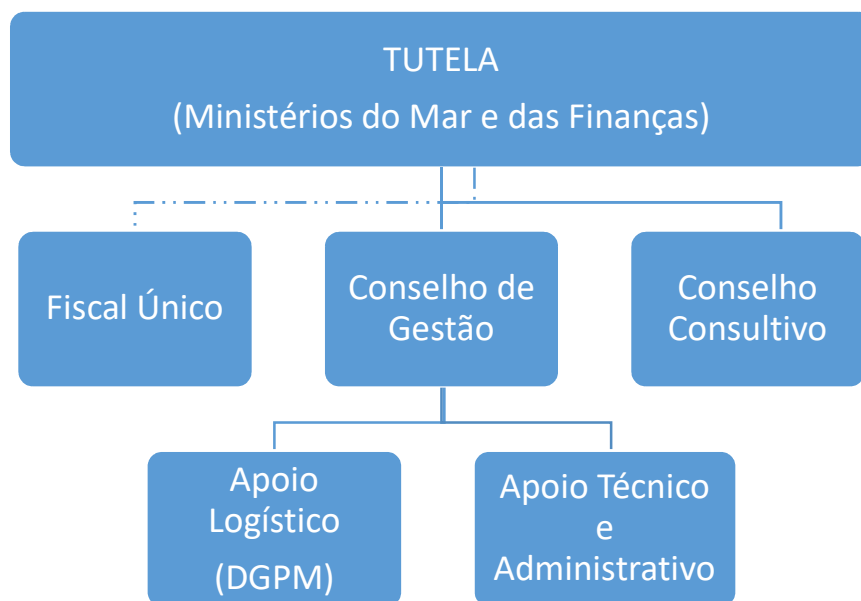 TUTELA
(Ministérios do Mar e das Finanças)
Fiscal Único
Conselho de
Gestão
Conselho
Consultivo
Apoio
Logístico
(DGPM)
Apoio Técnico
e
Administrativo